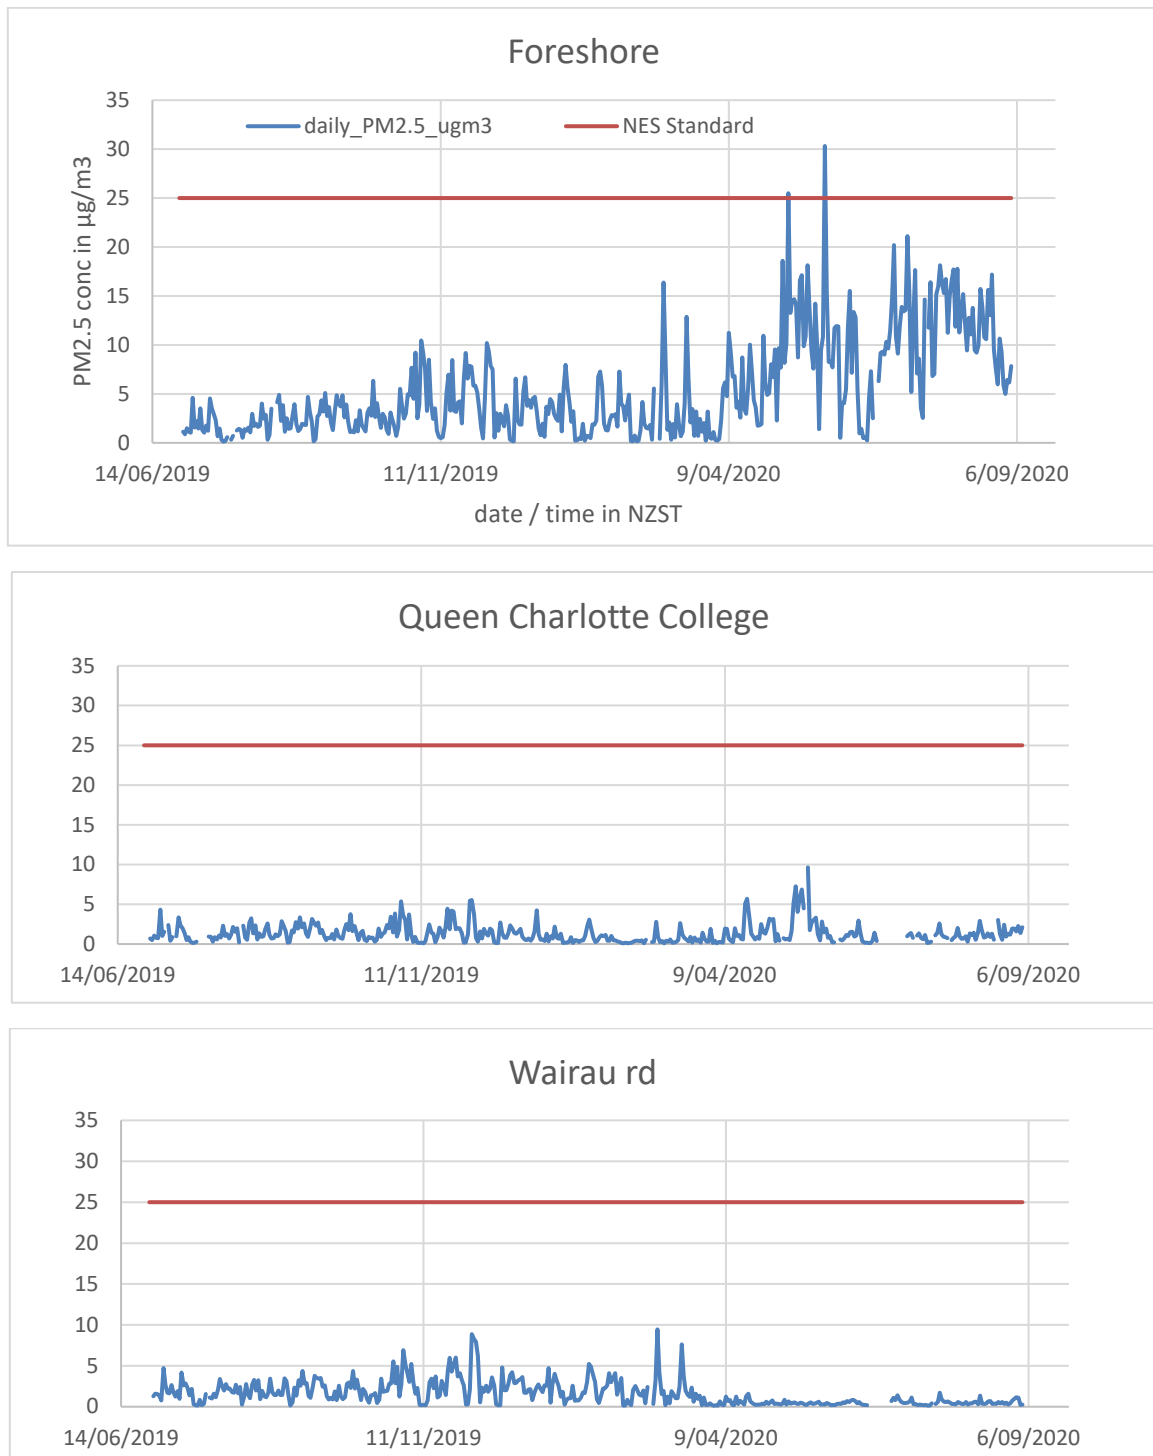 Foreshore
35
30
25
20
15
10
5
0
daily_PM2.5_ugm3 NES Standard
PM2.5 conc in µg/m3
14/06/2019 11/11/2019 9/04/2020 6/09/2020
date / time in NZST
Queen Charlotte College
35
30
25
20
15
10
5
0
14/06/2019 11/11/2019 9/04/2020 6/09/2020
Wairau rd
35
30
25
20
15
10
5
0
14/06/2019 11/11/2019 9/04/2020 6/09/2020